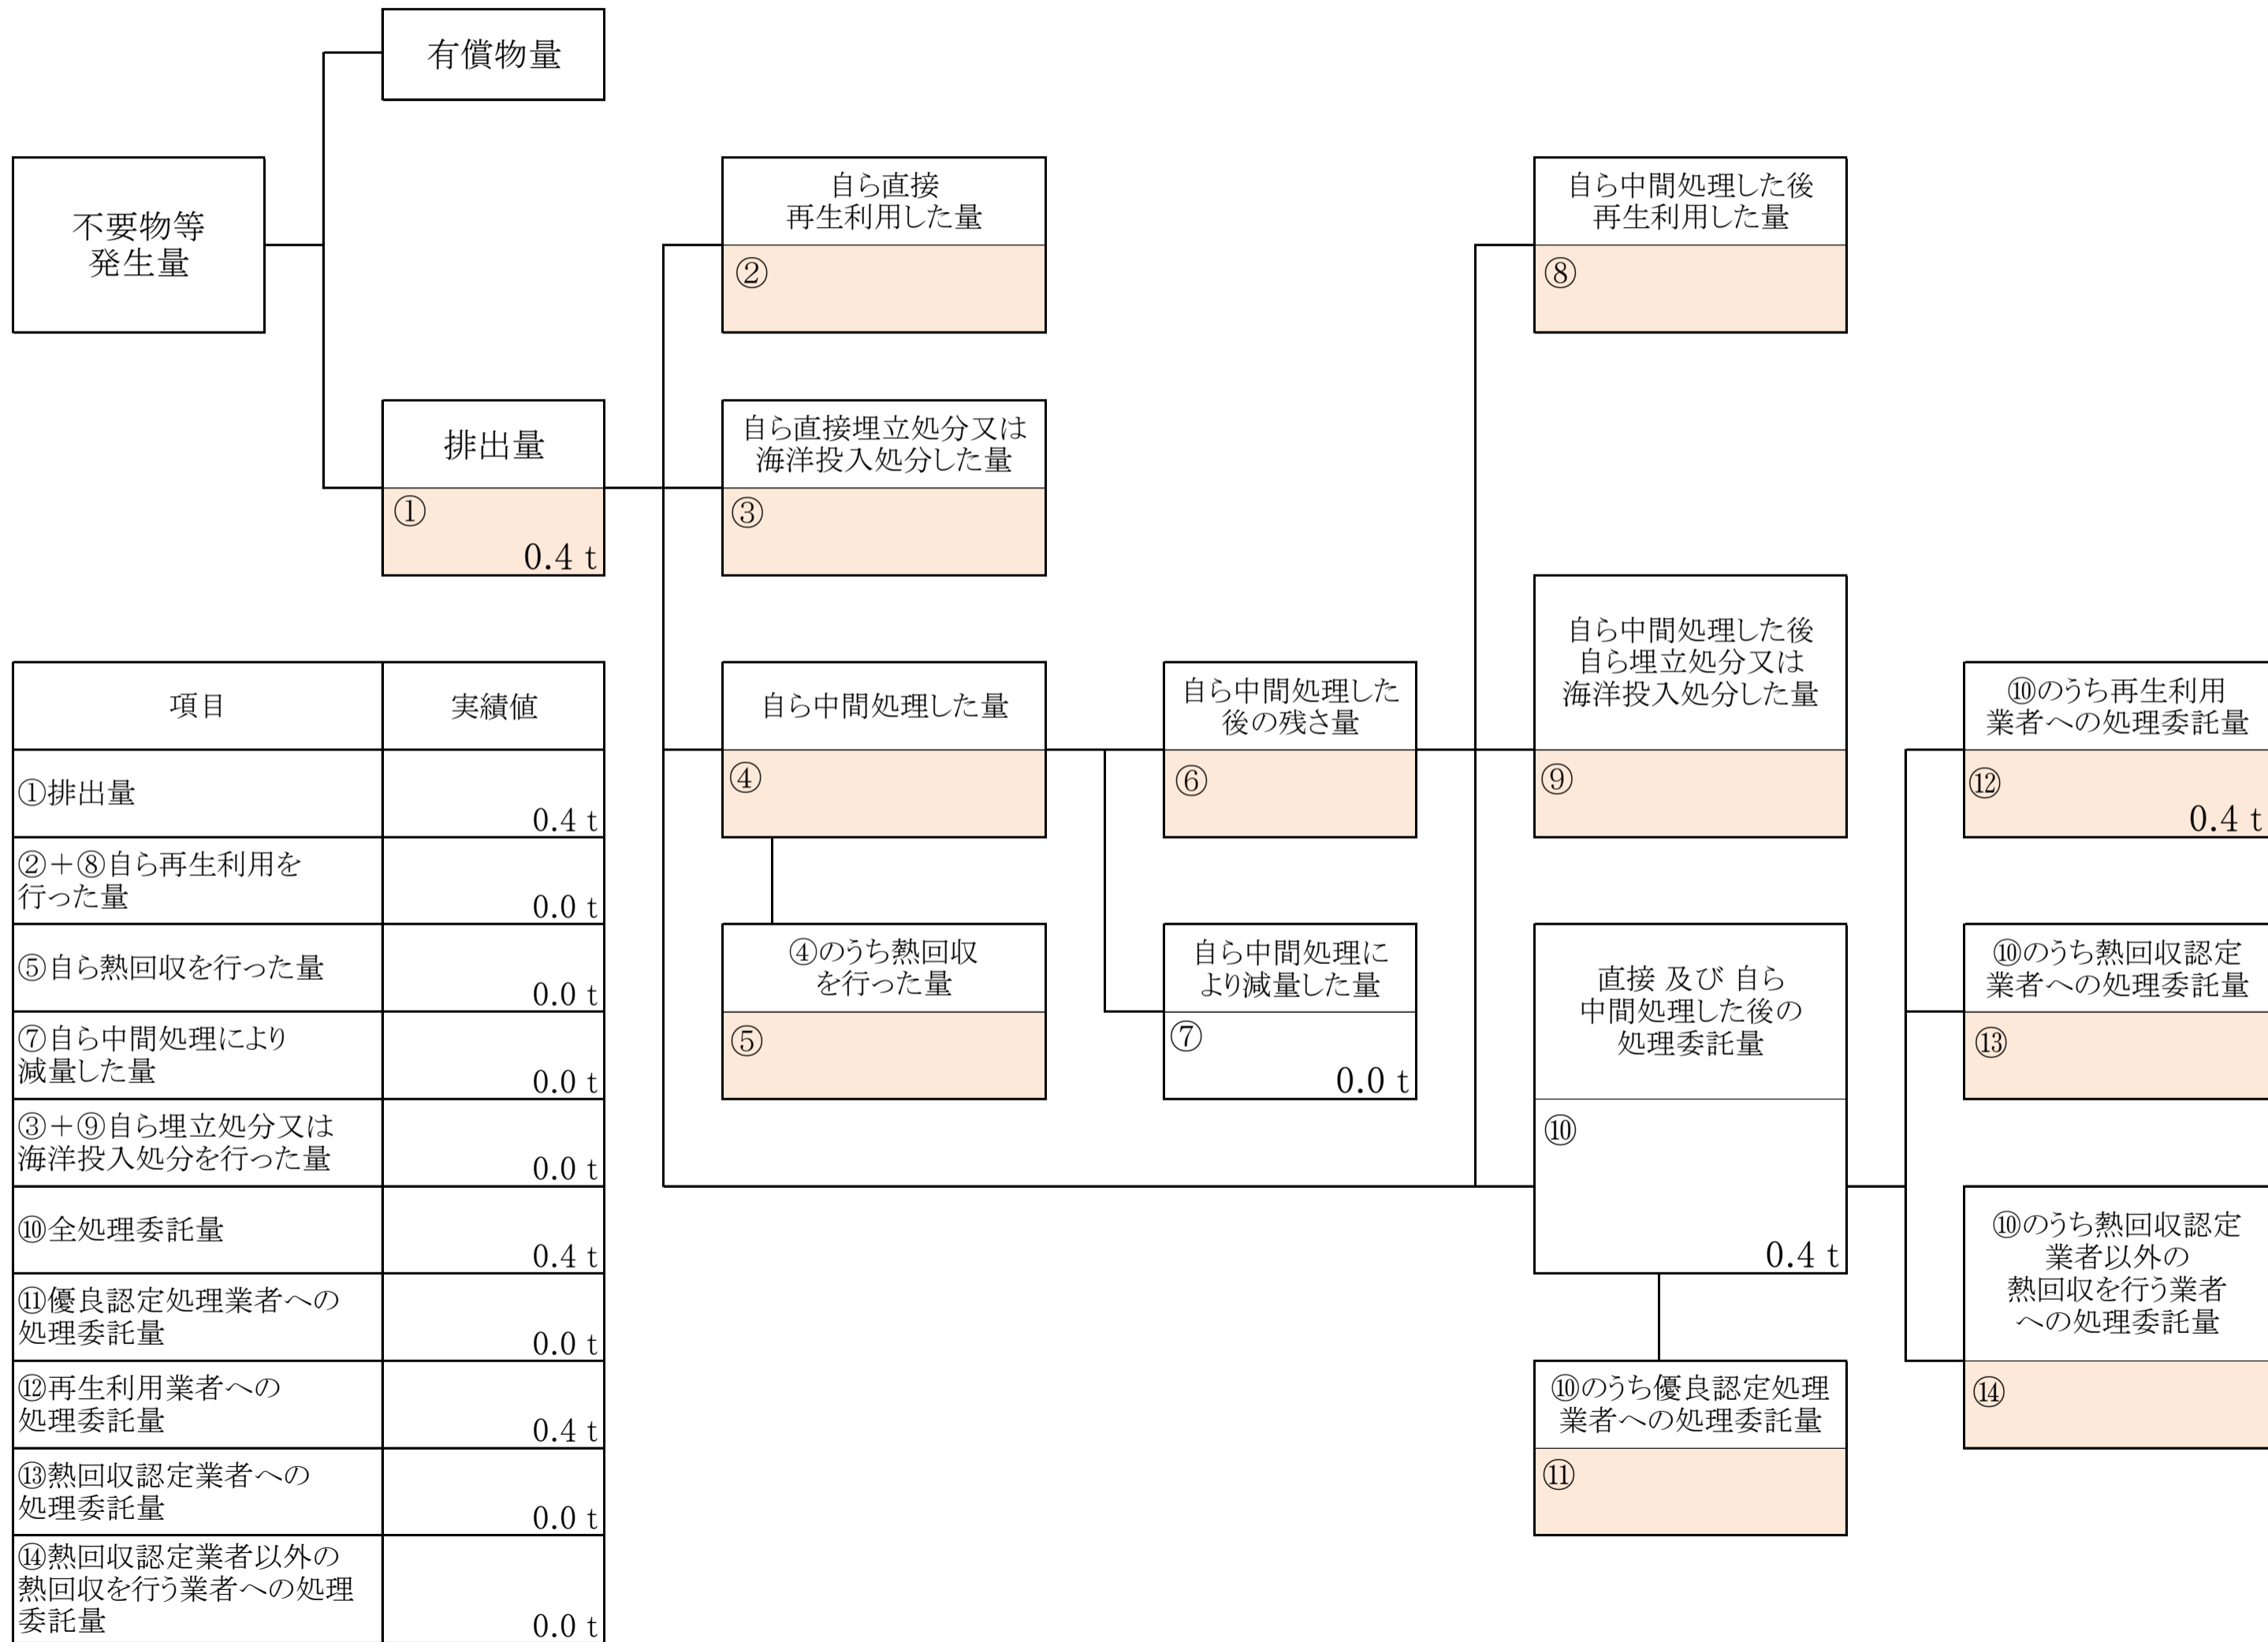 有償物量
不要物等
発生量
自ら直接
再生利用した量
②
自ら中間処理した後
再生利用した量
⑧
排出量
①
0.4 t
自ら直接埋立処分又は
海洋投入処分した量
③
自ら中間処理した量
④
自ら中間処理した
後の残さ量
⑥
自ら中間処理した後
自ら埋立処分又は
海洋投入処分した量
⑨
⑩のうち再生利用
業者への処理委託量
⑫
0.4 t
④のうち熱回収
を行った量
⑤
自ら中間処理に
より減量した量
⑦
0.0 t
直接 及び 自ら
中間処理した後の
処理委託量
⑩
0.4 t
⑩のうち熱回収認定
業者への処理委託量
⑬
⑩のうち熱回収認定
業者以外の
熱回収を行う業者
への処理委託量
⑭
⑩のうち優良認定処理
業者への処理委託量
⑪
項目
実績値
①排出量
0.4 t
②＋⑧自ら再生利用を
行った量
0.0 t
⑤自ら熱回収を行った量
0.0 t
⑦自ら中間処理により
減量した量
0.0 t
③＋⑨自ら埋立処分又は
海洋投入処分を行った量
0.0 t
⑩全処理委託量
0.4 t
⑪優良認定処理業者への
処理委託量
0.0 t
⑫再生利用業者への
処理委託量
0.4 t
⑬熱回収認定業者への
処理委託量
0.0 t
⑭熱回収認定業者以外の
熱回収を行う業者への処理
委託量
0.0 t